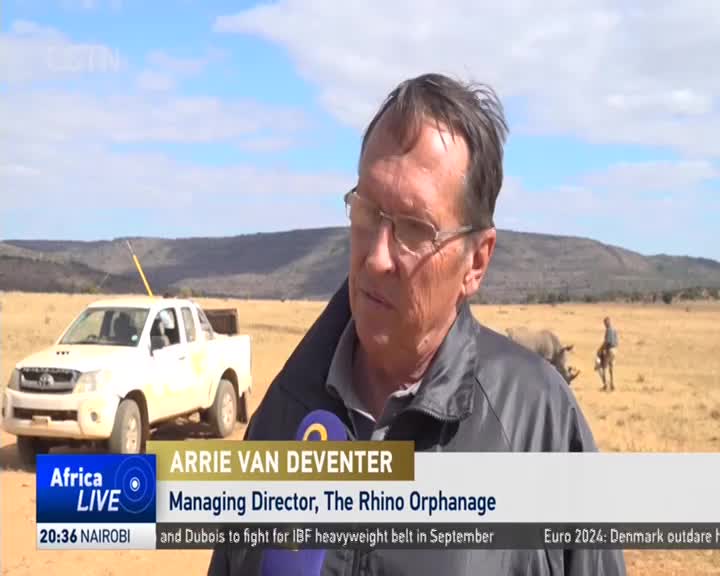 CGTN
ARRIE VAN DEVENTER
Africa
LIVE
Managing Director, The Rhino Orphanage
20:36 NAIROBI
and Dubois to fight for IBF heavyweight belt in September
Euro 2024: Denmark outdare